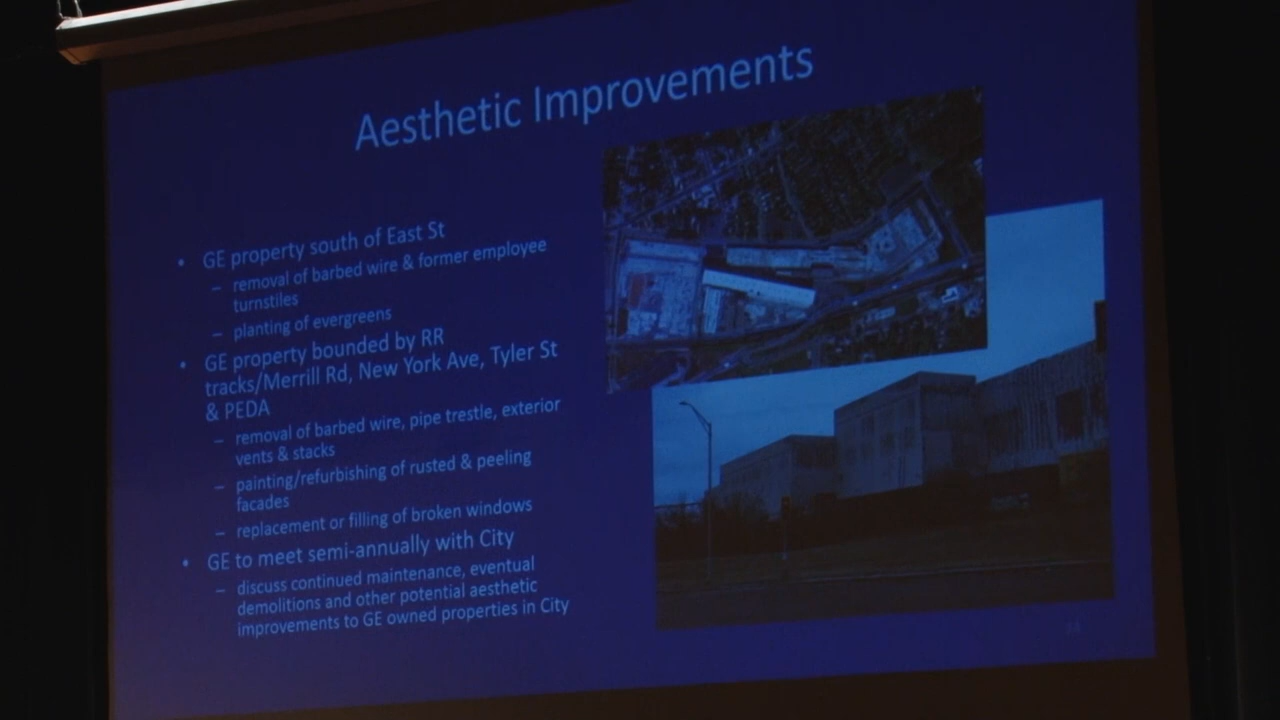 Aesthetic Improvements
• GE property south of East St
– removal of barbed wire & former employee
turnstiles
– planting of evergreens
• GE property bounded by RR
tracks/Merrill Rd, New York Ave, Tyler St
& PEDA
– removal of barbed wire, pipe trestle, exterior
vents & stacks
– painting/refurbishing of rusted & peeling
facades
– replacement or filling of broken windows
• GE to meet semi-annually with City
– discuss continued maintenance, eventual
demolitions and other potential aesthetic
improvements to GE owned properties in City